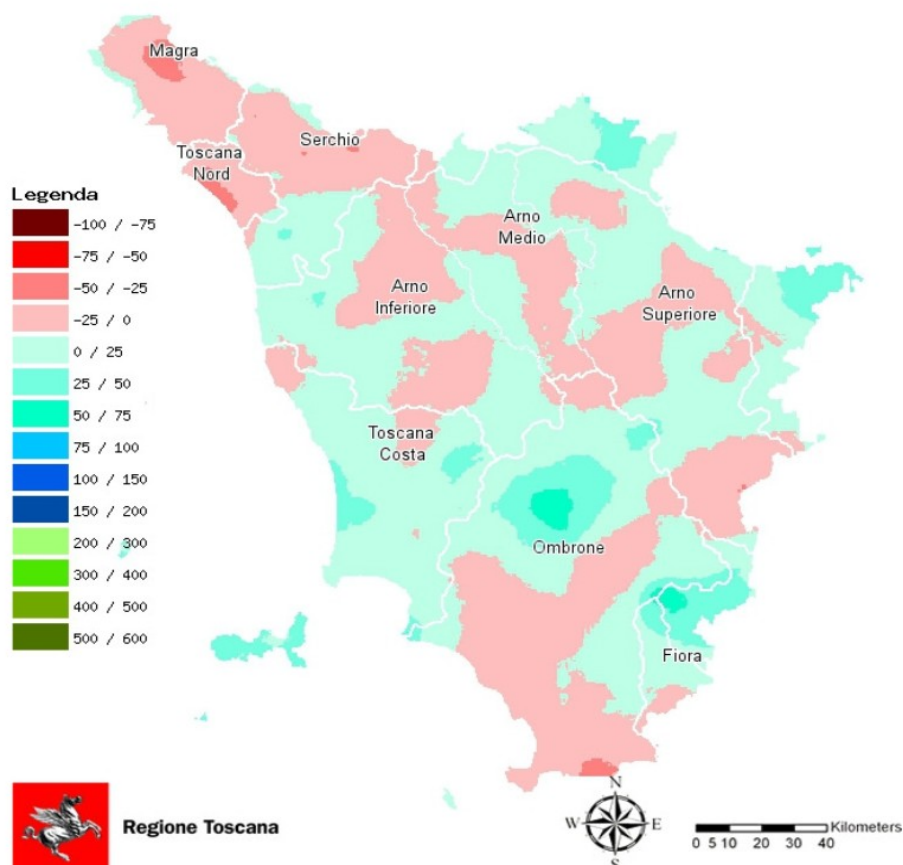 Magra
Serchio
Toscana
Nord
Legenda
-100 / -75
-75 / -50
-50 / -25
-25 / 0
0 / 25
25 / 50
50 / 75
75 / 100
100 / 150
150 / 200
200 / 300
300 / 400
400 / 500
500 / 600
Arno
Medio
Arno
Inferiore
Arno
Superiore
Toscana
Costa
Ombrone
Fiora
Regione Toscana
N
W
E
S
0 5 10 20 30 40
Kilometers